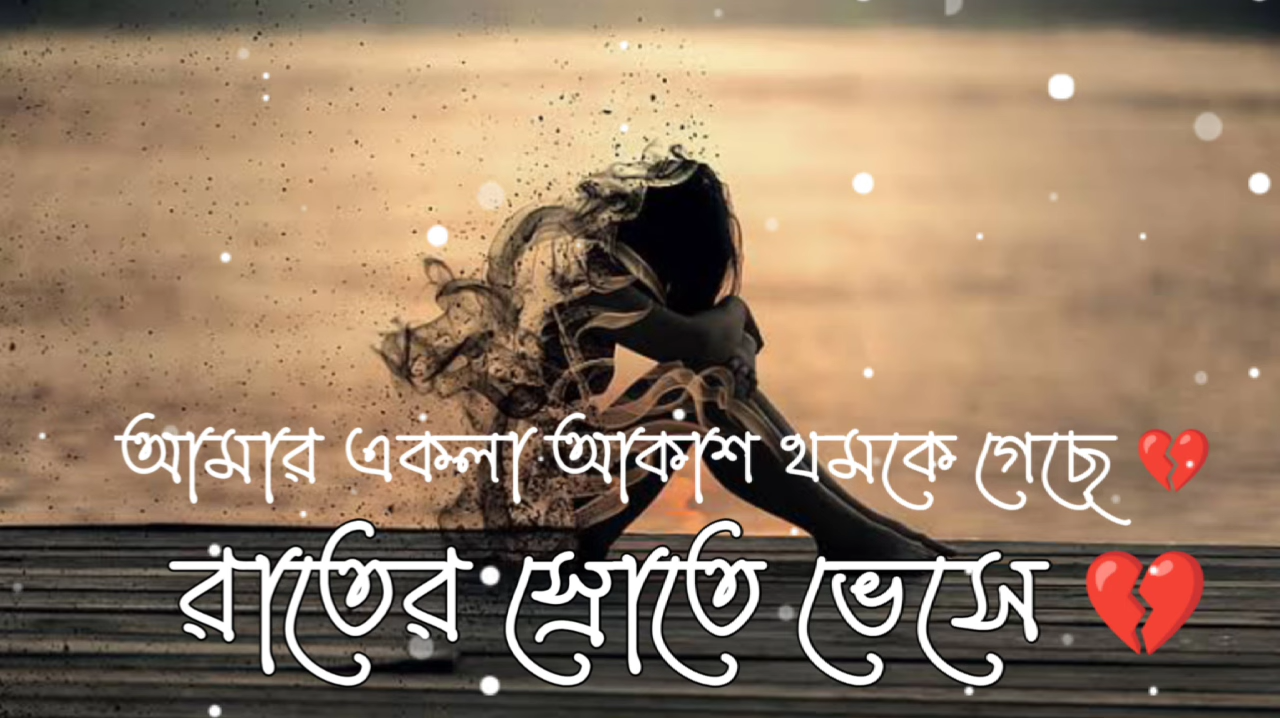 আমার একলা আকাশ থমকে গেছে 💔
রাতের স্রোতে ভেসে 💔